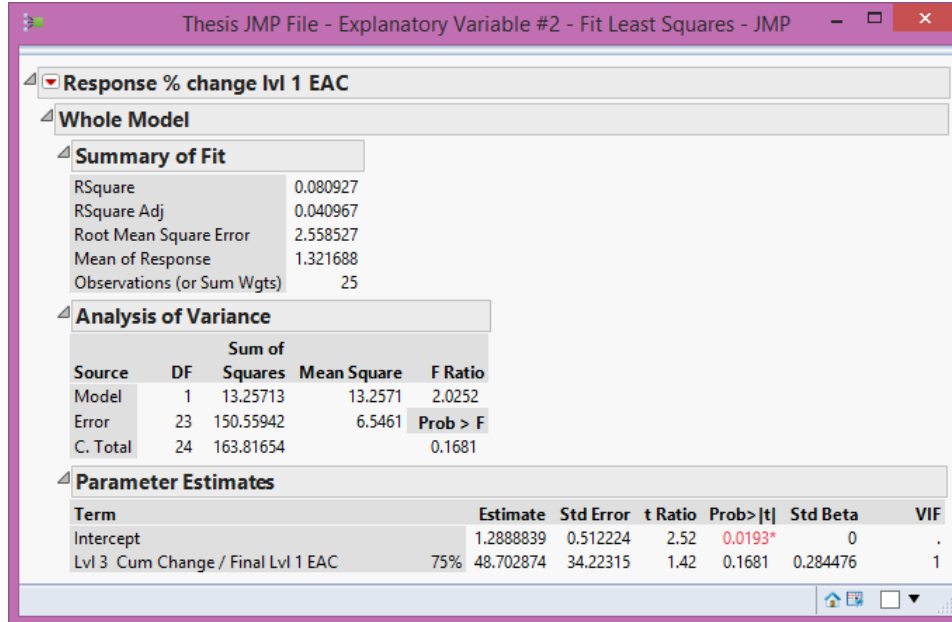 Thesis JMP File - Explanatory Variable #2 - Fit Least Squares - JMP
Response % change lvl 1 EAC
Whole Model
Summary of Fit
RSquare 0.080927
RSquare Adj 0.040967
Root Mean Square Error 2.558527
Mean of Response 1.321688
Observations (or Sum Wgts) 25
Analysis of Variance
Sum of
Source DF Squares Mean Square F Ratio
Model 1 13.25713 13.2571 2.0252
Error 23 150.55942 6.5461 Prob > F
C. Total 24 163.81654 0.1681
Parameter Estimates
Term Estimate Std Error t Ratio Prob>|t| Std Beta VIF
Intercept 1.2888839 0.512224 2.52 0.0193* 0 .
Lvl 3 Cum Change / Final Lvl 1 EAC 75% 48.702874 34.22315 1.42 0.1681 0.284476 1